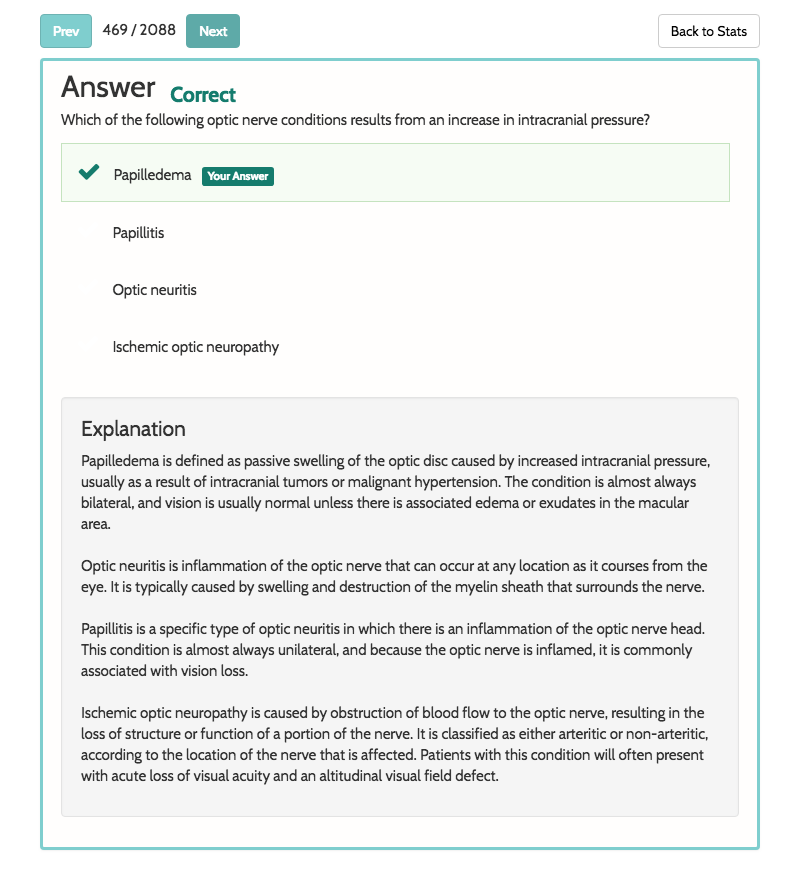 Prev 469 / 2088 Next Back to Stats
Answer Correct
Which of the following optic nerve conditions results from an increase in intracranial pressure?
Papilledema Your Answer
Papillitis
Optic neuritis
Ischemic optic neuropathy
Explanation
Papilledema is defined as passive swelling of the optic disc caused by increased intracranial pressure,
usually as a result of intracranial tumors or malignant hypertension. The condition is almost always
bilateral, and vision is usually normal unless there is associated edema or exudates in the macular
area.
Optic neuritis is inflammation of the optic nerve that can occur at any location as it courses from the
eye. It is typically caused by swelling and destruction of the myelin sheath that surrounds the nerve.
Papillitis is a specific type of optic neuritis in which there is an inflammation of the optic nerve head.
This condition is almost always unilateral, and because the optic nerve is inflamed, it is commonly
associated with vision loss.
Ischemic optic neuropathy is caused by obstruction of blood flow to the optic nerve, resulting in the
loss of structure or function of a portion of the nerve. It is classified as either arteritic or non-arteritic,
according to the location of the nerve that is affected. Patients with this condition will often present
with acute loss of visual acuity and an altitudinal visual field defect.